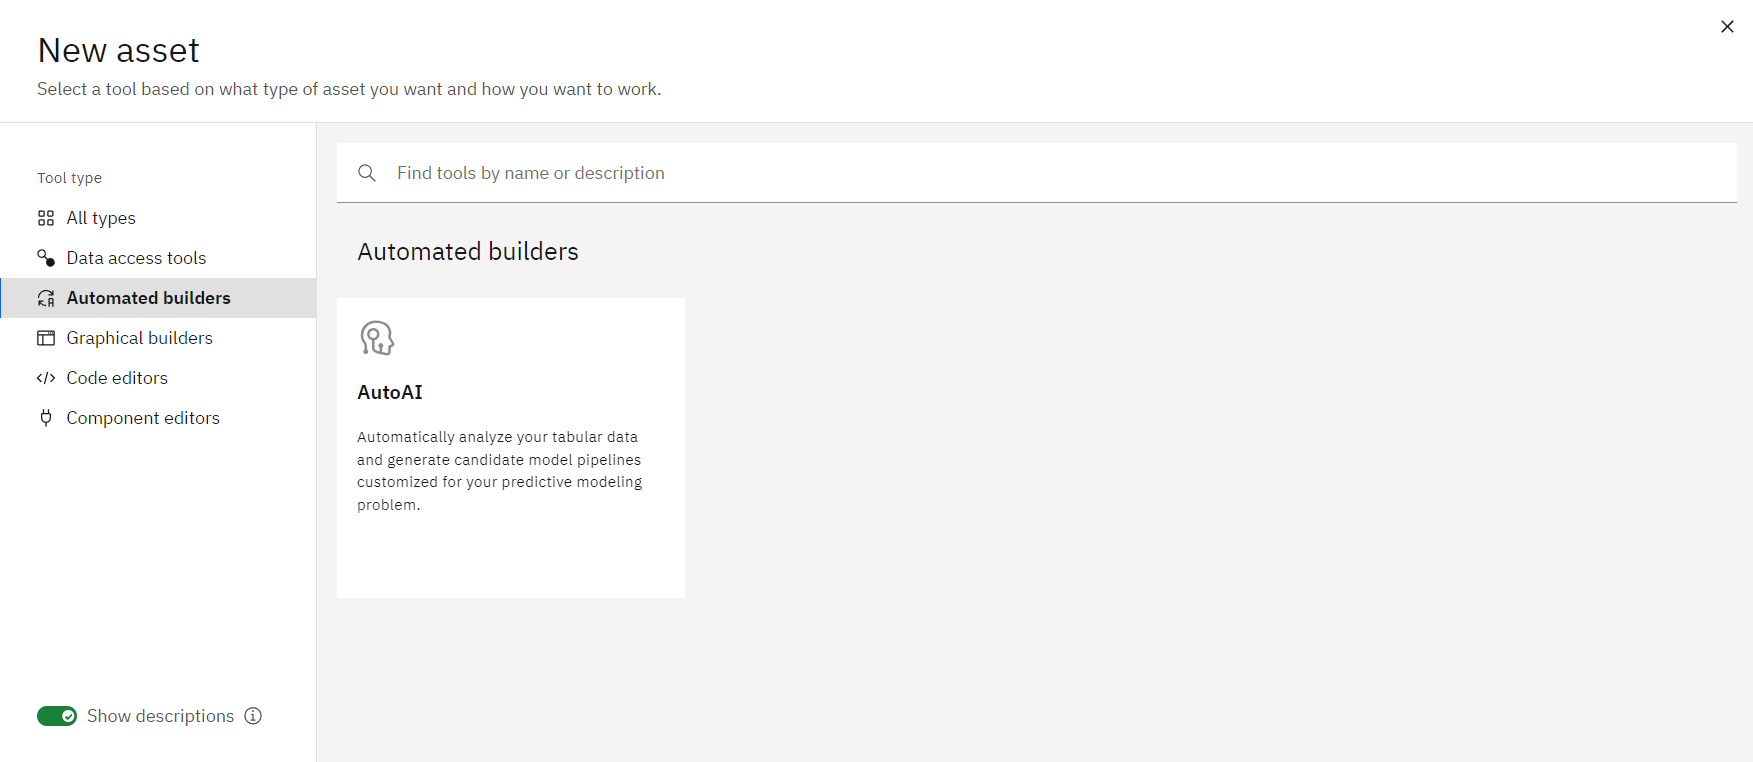 New asset
Select a tool based on what type of asset you want and how you want to work.
Tool type
All types
Data access tools
Automated builders
Graphical builders
Code editors
Component editors
Show descriptions
Find tools by name or description
Automated builders
AutoAI
Automatically analyze your tabular data
and generate candidate model pipelines
customized for your predictive modeling
problem.